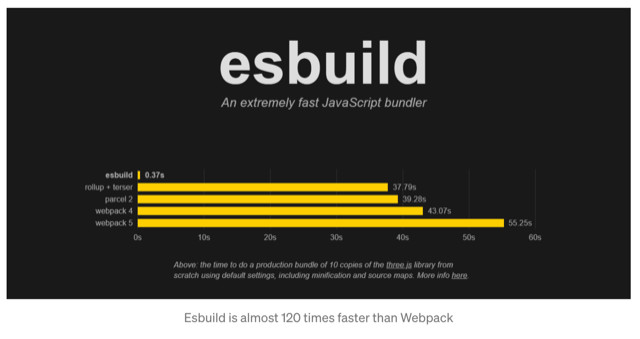 esbuild
An extremely fast JavaScript bundler
esbuild 0.37s
rollup + terser 37.79s
parcel 2 39.28s
webpack 4 43.07s
webpack 5 55.25s
0s 10s 20s 30s 40s 50s 60s
Above: the time to do a production bundle of 10 copies of the three.js library from
scratch using default settings, including minification and source maps. More info here.
Esbuild is almost 120 times faster than Webpack